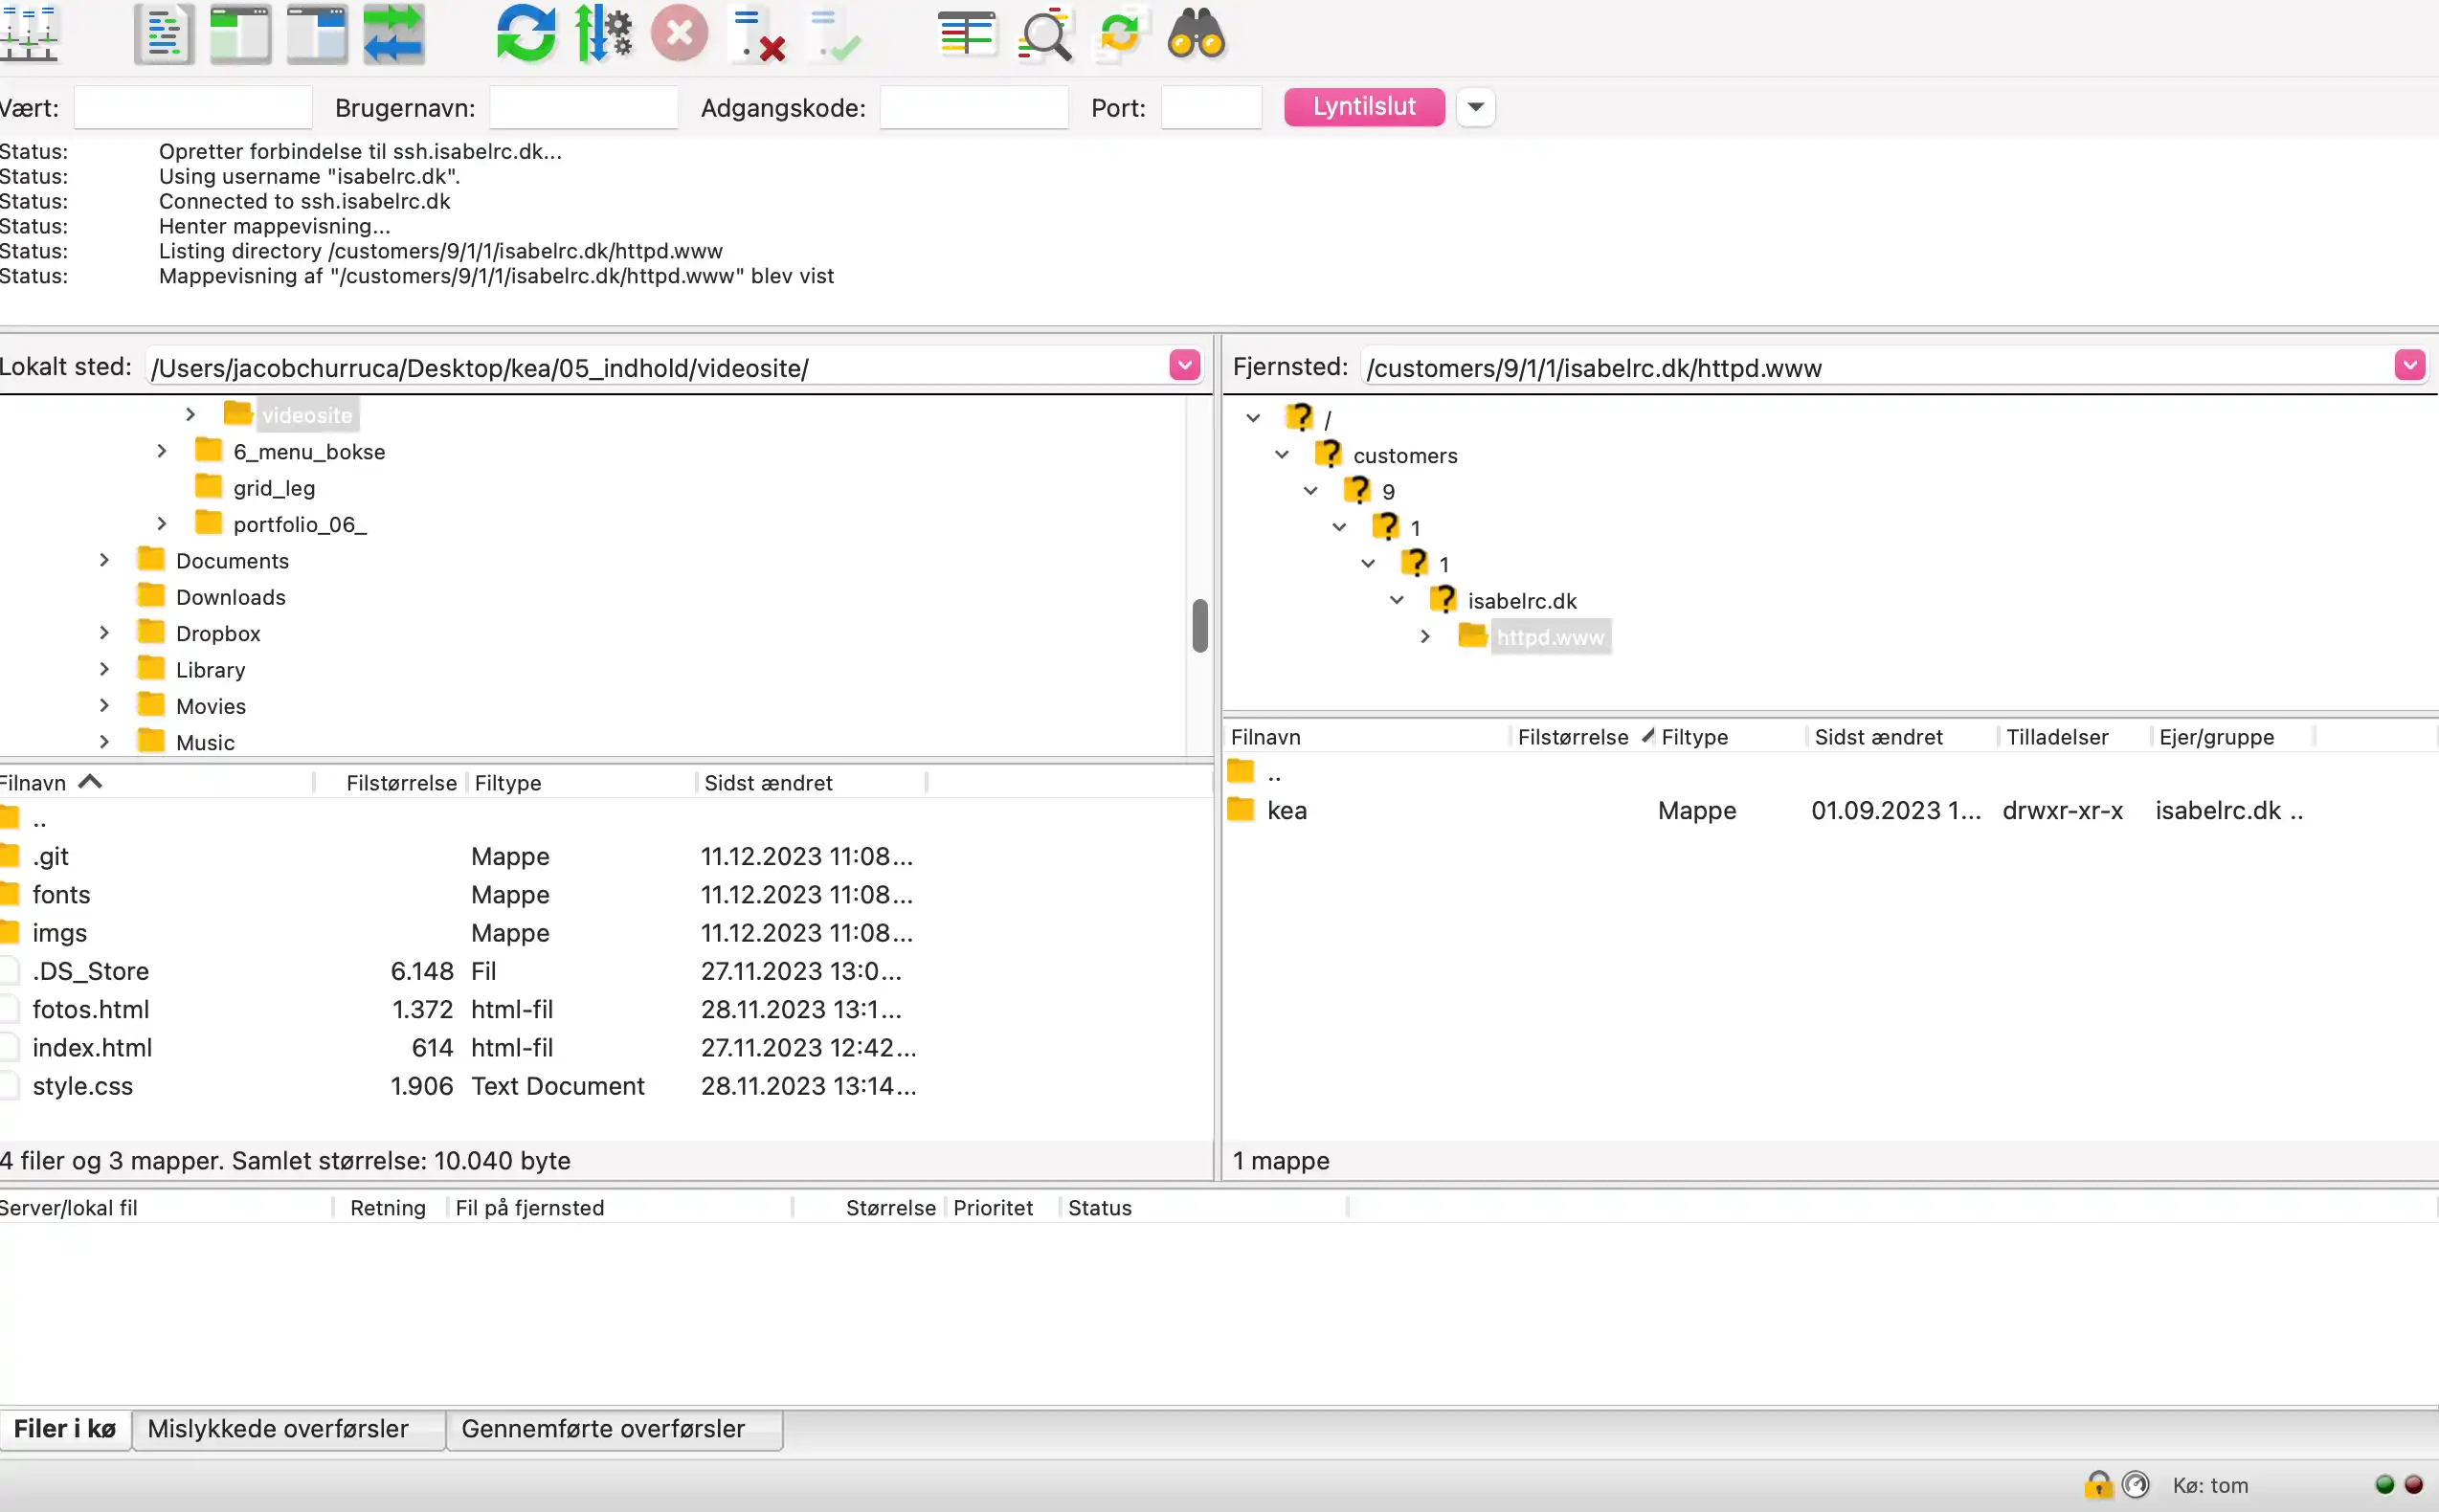 Vært: Brugernavn: Adgangskode: Port: Lyntilslut
Status: Opretter forbindelse til ssh.isabelrc.dk...
Status: Using username "isabelrc.dk".
Status: Connected to ssh.isabelrc.dk
Status: Henter mappevisning...
Status: Listing directory /customers/9/1/1/isabelrc.dk/httpd.www
Status: Mappevisning af "/customers/9/1/1/isabelrc.dk/httpd.www" blev vist
Lokalt sted: /Users/jacobchurruca/Desktop/kea/05_indhold/videosite/
videosite
6_menu_bokse
grid_leg
portfolio_06_
Documents
Downloads
Dropbox
Library
Movies
Music
Filnavn Filstørrelse Filtype Sidst ændret
..
.git Mappe 11.12.2023 11:08...
fonts Mappe 11.12.2023 11:08...
imgs Mappe 11.12.2023 11:08...
.DS_Store 6.148 Fil 27.11.2023 13:0...
fotos.html 1.372 html-fil 28.11.2023 13:1...
index.html 614 html-fil 27.11.2023 12:42...
style.css 1.906 Text Document 28.11.2023 13:14...
4 filer og 3 mapper. Samlet størrelse: 10.040 byte
Fjernsted: /customers/9/1/1/isabelrc.dk/httpd.www
/
customers
9
1
1
isabelrc.dk
httpd.www
Filnavn Filstørrelse Filtype Sidst ændret Tilladelser Ejer/gruppe
..
kea Mappe 01.09.2023 1... drwxr-xr-x isabelrc.dk ..
1 mappe
Server/lokal fil Retning Fil på fjernsted Størrelse Prioritet Status
Filer i kø Mislykkede overførsler Gennemførte overførsler
Kø: tom